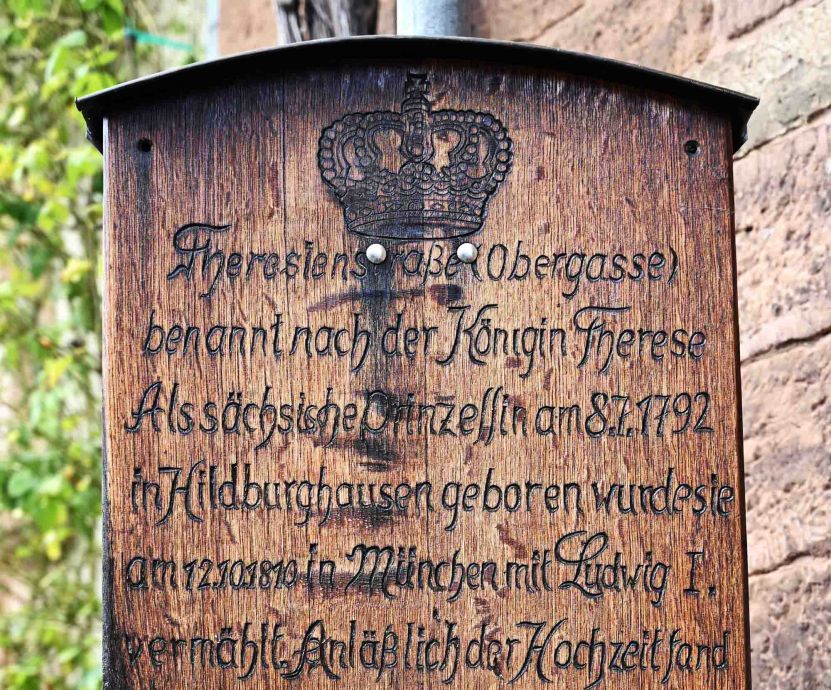 Theresienstraße (Obergasse)
benannt nach der Königin Therese
Als sächsische Prinzessin am 8.7.1792
in Hildburghausen geboren wurde sie
am 12.10.1810 in München mit Ludwig I.
vermählt. Anläßlich der Hochzeit fand